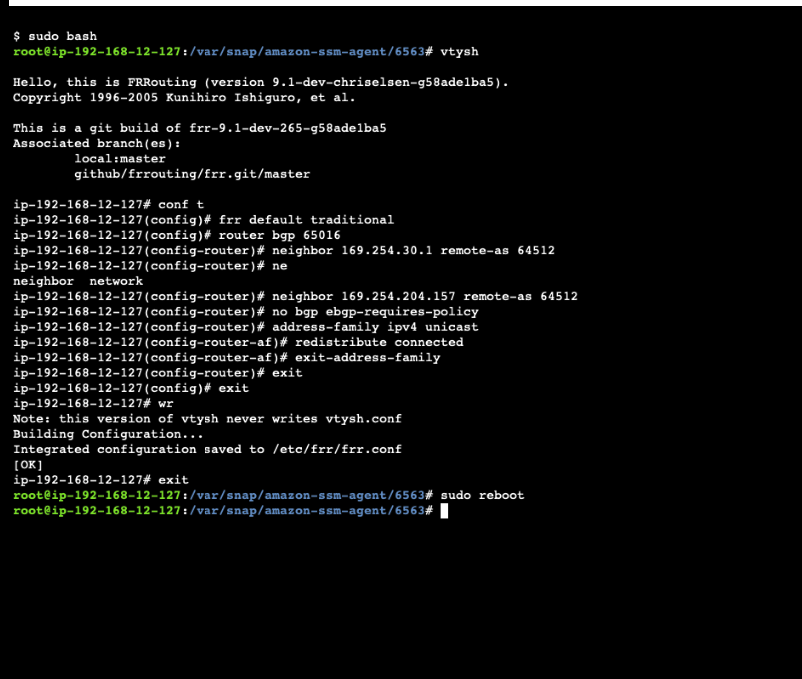 $ sudo bash
root@ip-192-168-12-127:/var/snap/amazon-ssm-agent/6563# vtysh
Hello, this is FRRouting (version 9.1-dev-chriselsen-g58ade1ba5).
Copyright 1996-2005 Kunihiro Ishiguro, et al.
This is a git build of frr-9.1-dev-265-g58ade1ba5
Associated branch(es):
        local:master
        github/frrouting/frr.git/master
ip-192-168-12-127# conf t
ip-192-168-12-127(config)# frr default traditional
ip-192-168-12-127(config)# router bgp 65016
ip-192-168-12-127(config-router)# neighbor 169.254.30.1 remote-as 64512
ip-192-168-12-127(config-router)# ne
neighbor  network
ip-192-168-12-127(config-router)# neighbor 169.254.204.157 remote-as 64512
ip-192-168-12-127(config-router)# no bgp ebgp-requires-policy
ip-192-168-12-127(config-router)# address-family ipv4 unicast
ip-192-168-12-127(config-router-af)# redistribute connected
ip-192-168-12-127(config-router-af)# exit-address-family
ip-192-168-12-127(config-router)# exit
ip-192-168-12-127(config)# exit
ip-192-168-12-127# wr
Note: this version of vtysh never writes vtysh.conf
Building Configuration...
Integrated configuration saved to /etc/frr/frr.conf
[OK]
ip-192-168-12-127# exit
root@ip-192-168-12-127:/var/snap/amazon-ssm-agent/6563# sudo reboot
root@ip-192-168-12-127:/var/snap/amazon-ssm-agent/6563#